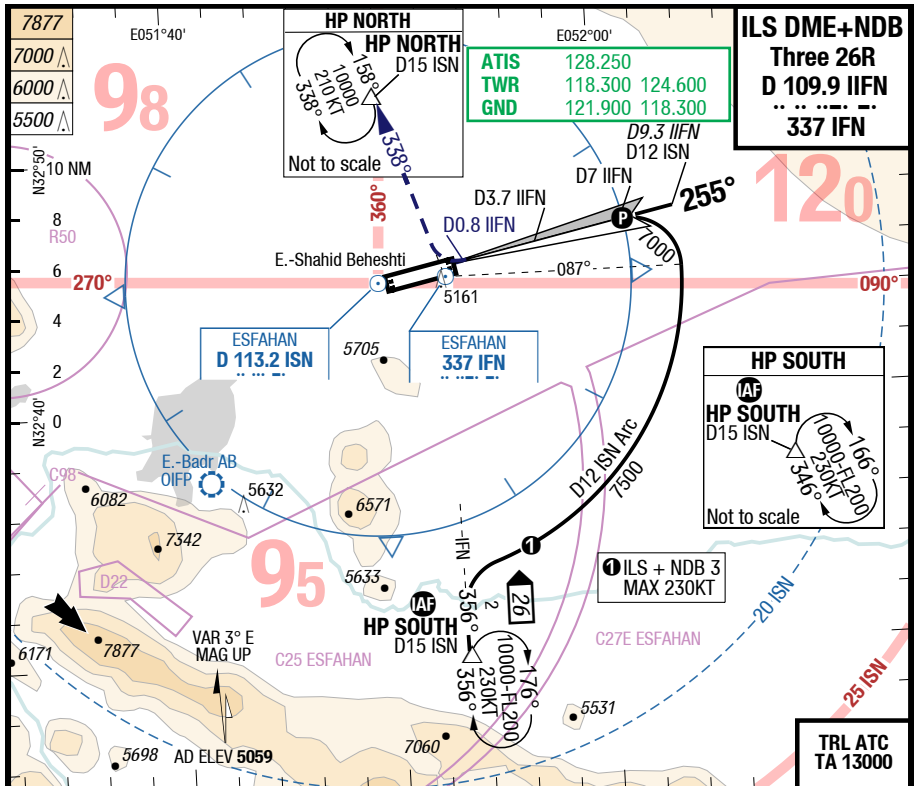 7877
7000
6000
5500
E051°40'
98
HP NORTH
HP NORTH
D15 ISN
158°
10000
210 KT
338°
Not to scale
338°
E052°00'
ATIS 128.250
TWR 118.300 124.600
GND 121.900 118.300
D9.3 IIFN
D12 ISN
ILS DME+NDB
Three 26R
D 109.9 IIFN
337 IFN
120
N32°50'
10 NM
8
6
4
2
0
N32°40'
R50
360°
D3.7 IIFN
D7 IIFN
P
255°
D0.8 IIFN
7000
E.-Shahid Beheshti
270°
087°
090°
5161
ESFAHAN
D 113.2 ISN
ESFAHAN
337 IFN
5705
HP SOUTH
IAF
HP SOUTH
D15 ISN
166°
10000-FL200
230KT
346°
Not to scale
D12 ISN Arc
7500
E.-Badr AB
OIFP
C98
6082
5632
6571
7342
95
D22
5633
IFN
356°
2
1
26
1 ILS + NDB 3
MAX 230KT
20 ISN
IAF
HP SOUTH
D15 ISN
176°
10000-FL200
230KT
356°
C27E ESFAHAN
C25 ESFAHAN
7877
6171
VAR 3° E
MAG UP
25 ISN
5531
7060
5698
AD ELEV 5059
TRL ATC
TA 13000